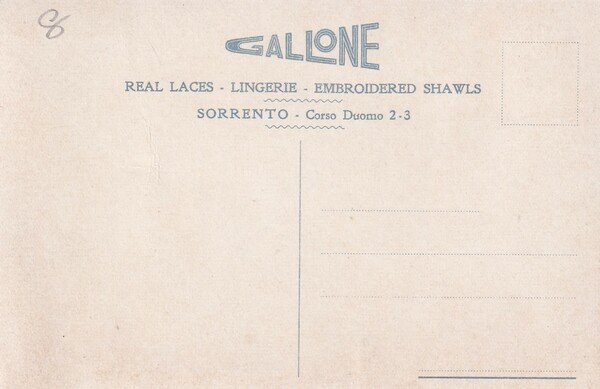 GALLONE
REAL LACES - LINGERIE - EMBROIDERED SHAWLS
SORRENTO - Corso Duomo 2-3